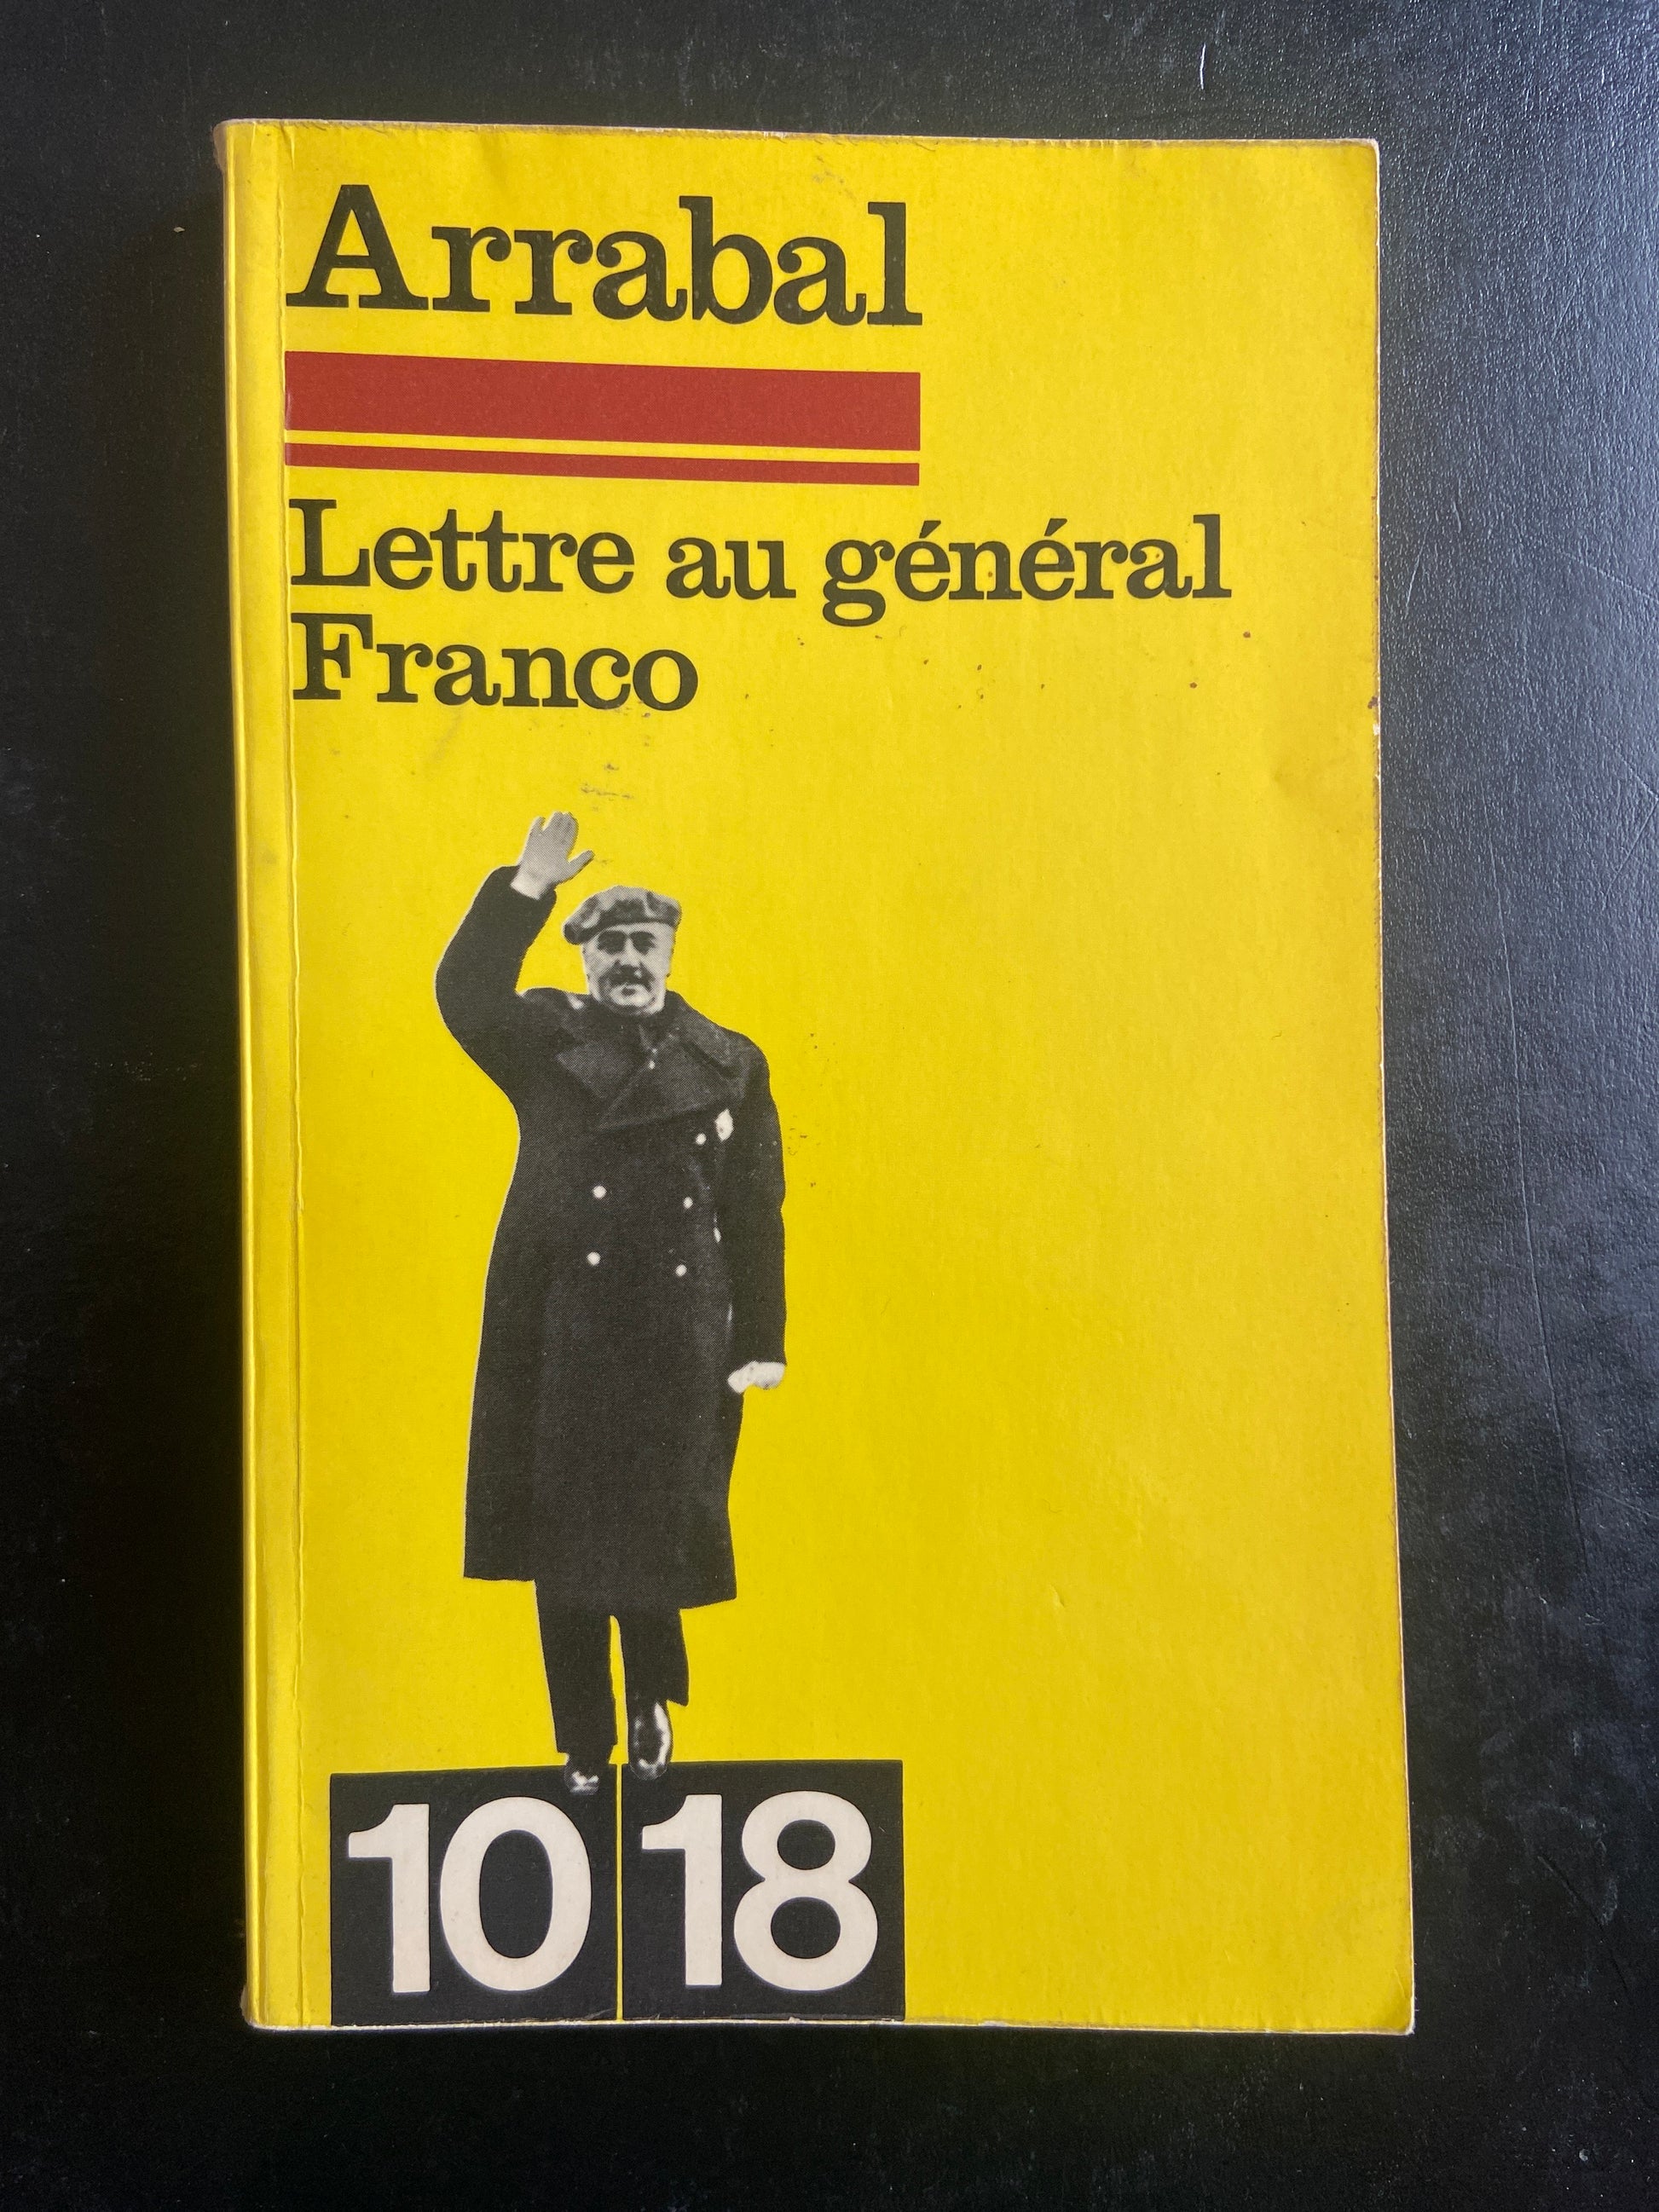 Arrabal
Lettre au général
Franco
10 18